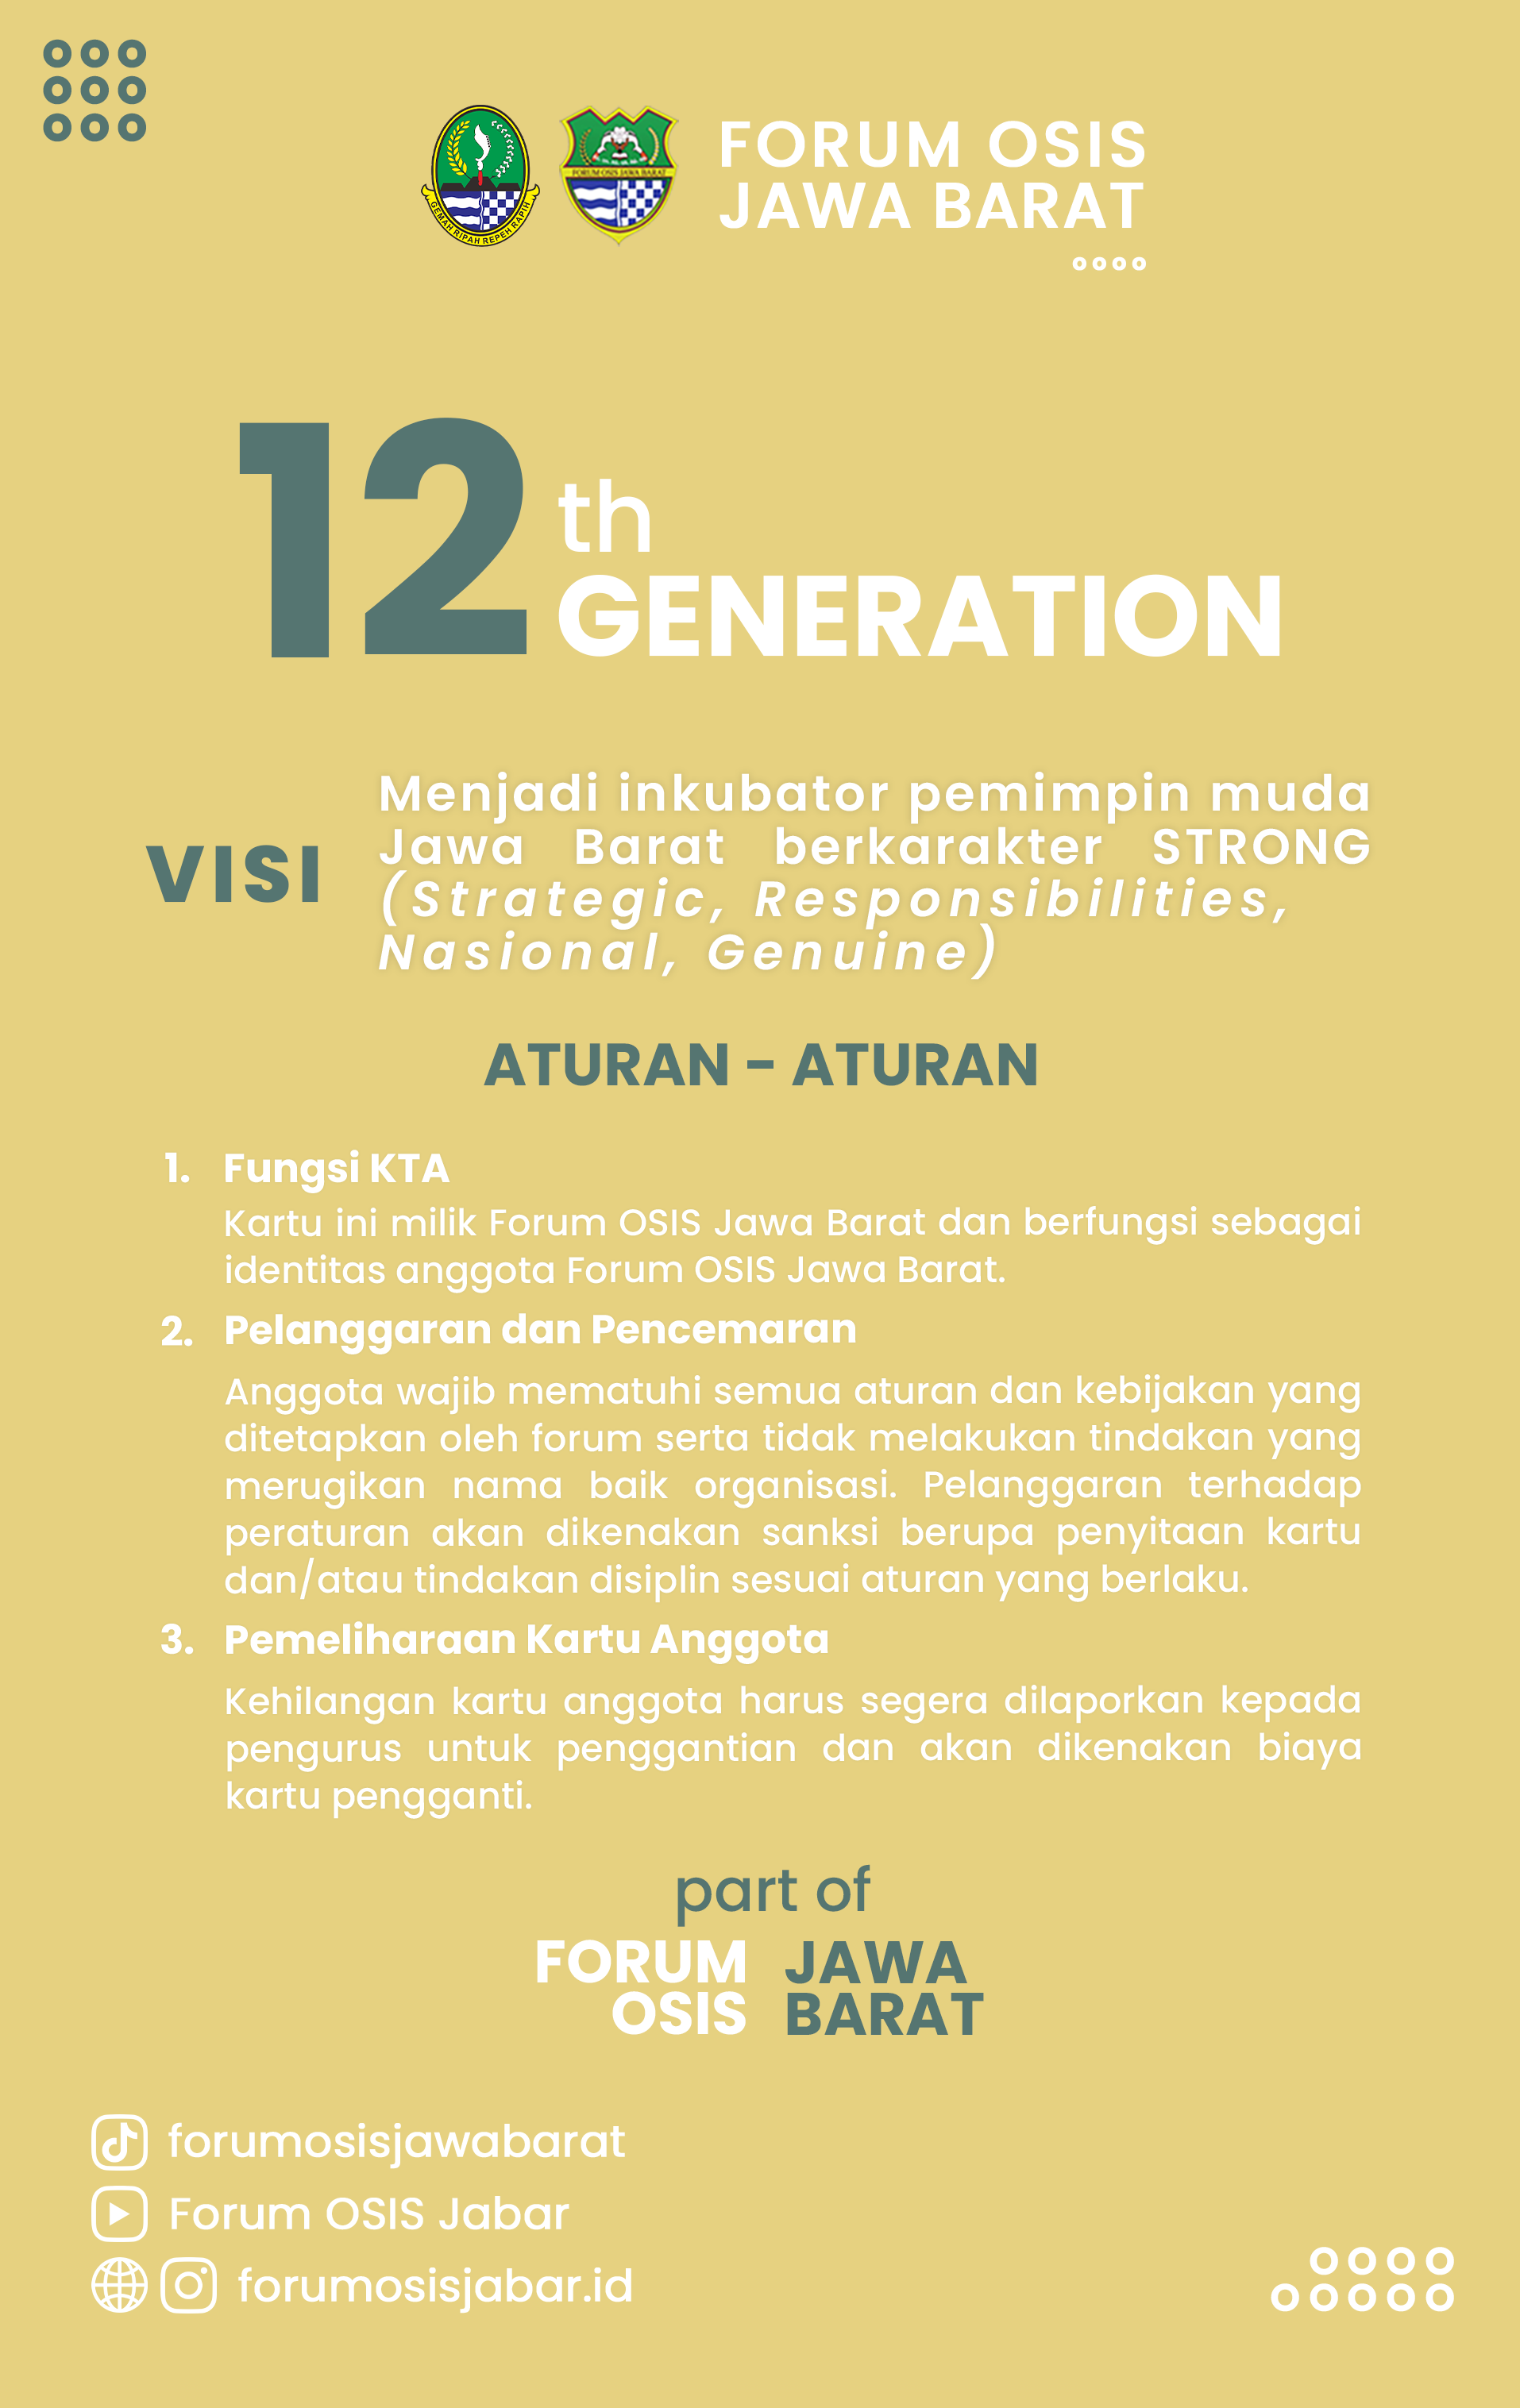 GEMAH RIPAH REPEH RAPIH
FORUM OSIS JAWA BARAT
FORUM OSIS
JAWA BARAT
12
th
GENERATION
VISI
Menjadi inkubator pemimpin muda
Jawa Barat berkarakter STRONG
(Strategic, Responsibilities,
Nasional, Genuine)
ATURAN - ATURAN
1. Fungsi KTA
Kartu ini milik Forum OSIS Jawa Barat dan berfungsi sebagai
identitas anggota Forum OSIS Jawa Barat.
2. Pelanggaran dan Pencemaran
Anggota wajib mematuhi semua aturan dan kebijakan yang
ditetapkan oleh forum serta tidak melakukan tindakan yang
merugikan nama baik organisasi. Pelanggaran terhadap
peraturan akan dikenakan sanksi berupa penyitaan kartu
dan/atau tindakan disiplin sesuai aturan yang berlaku.
3. Pemeliharaan Kartu Anggota
Kehilangan kartu anggota harus segera dilaporkan kepada
pengurus untuk penggantian dan akan dikenakan biaya
kartu pengganti.
part of
FORUM JAWA
OSIS BARAT
forumosisjawabarat
Forum OSIS Jabar
forumosisjabar.id